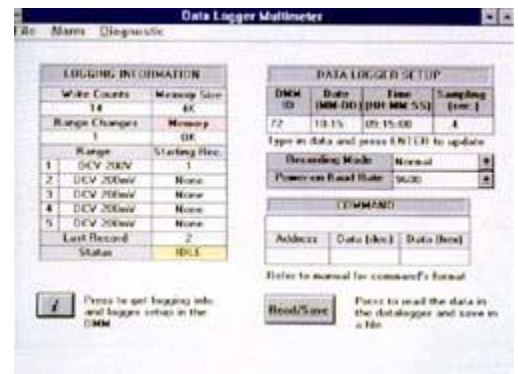 Data Logger Multimeter
File Alarm Diagnostic
LOGGING INFORMATION
Write Counts Memory Size
14 4K
Range Changes Memory
1 OK
Range Starting Rec.
1 DCV 200V 1
2 DCV 200mV None
3 DCV 200mV None
4 DCV 200mV None
5 DCV 200mV None
Last Record 2
Status IDLE
i Press to get logging info
and logger setup in the
DMM
DATA LOGGER SETUP
DMM Date Time Sampling
ID (MM-DD) (HH:MM:SS) (sec.)
72 10-15 09:15:00 4
Type in data and press ENTER to update
Recording Mode Normal
Power-on Baud Rate 9600
COMMAND
Address Data (dec) Data (hex)
Refer to manual for command's format
Read/Save Press to read the data in
the datalogger and save in
a file